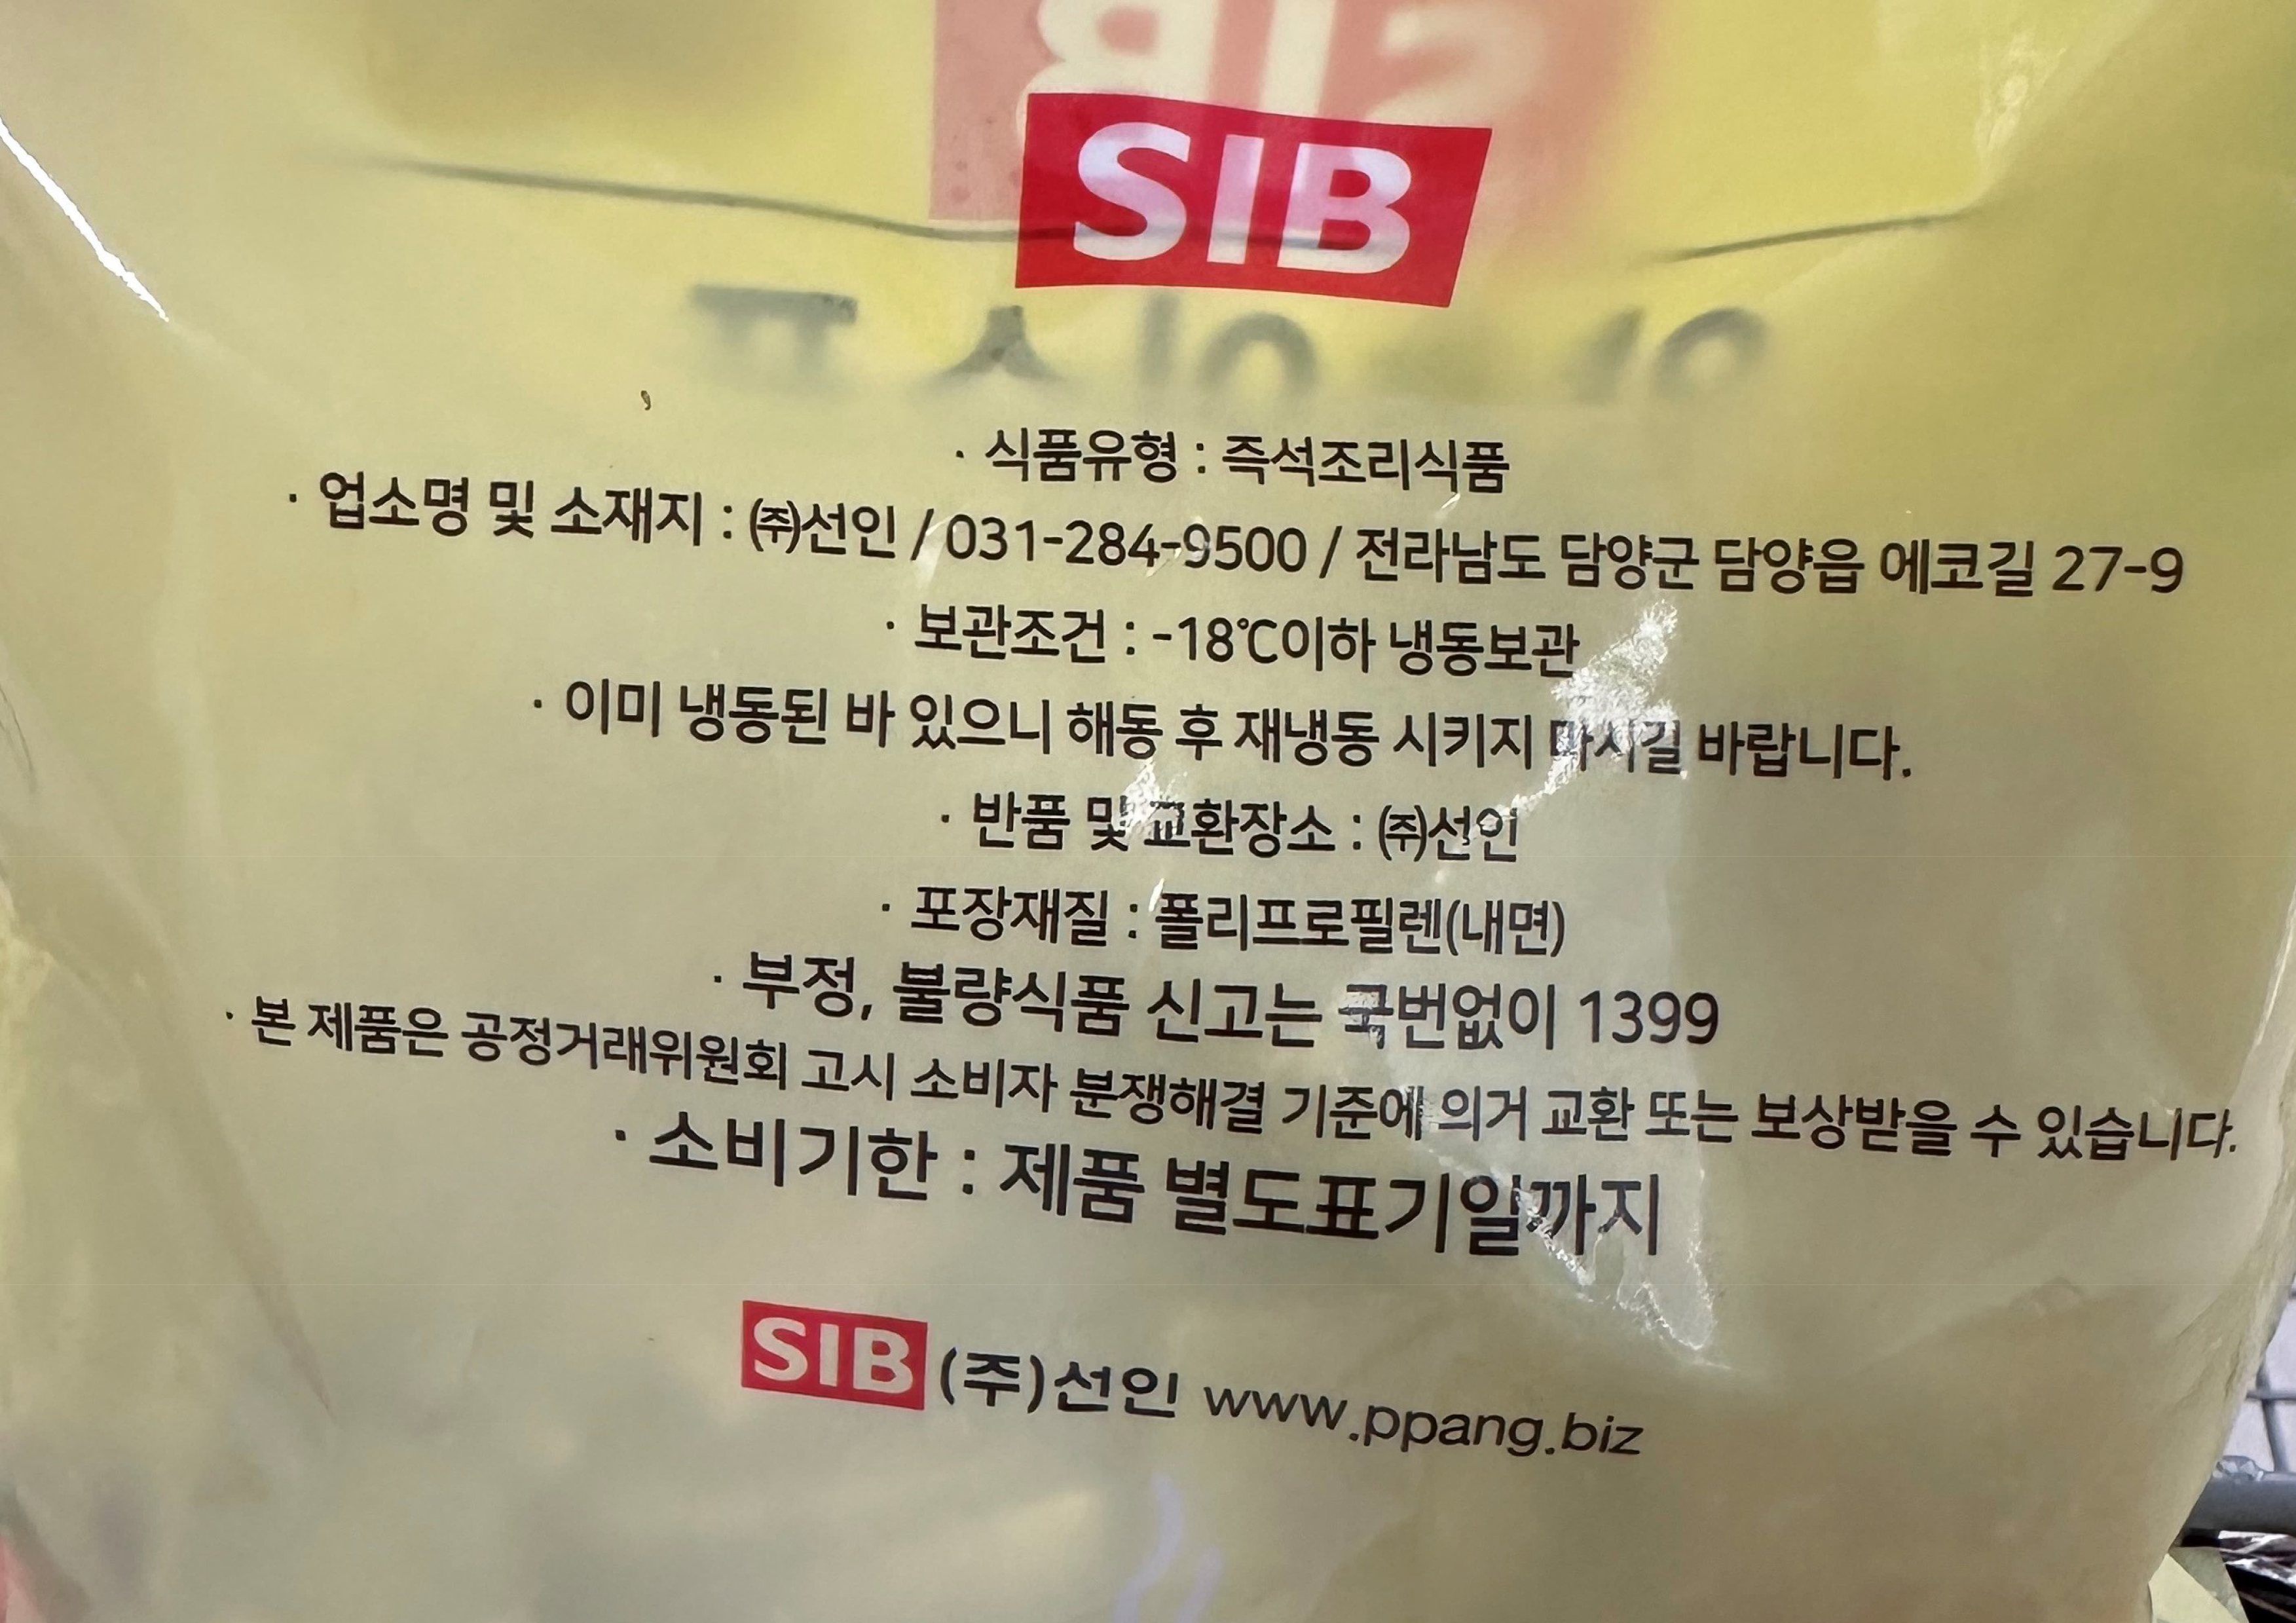 SIB
· 식품유형 : 즉석조리식품
· 업소명 및 소재지 : ㈜선인 / 031-284-9500 / 전라남도 담양군 담양읍 에코길 27-9
· 보관조건 : -18℃이하 냉동보관
· 이미 냉동된 바 있으니 해동 후 재냉동 시키지 마시길 바랍니다.
· 반품 및 교환장소 : ㈜선인
· 포장재질 : 폴리프로필렌(내면)
· 부정, 불량식품 신고는 국번없이 1399
· 본 제품은 공정거래위원회 고시 소비자 분쟁해결 기준에 의거 교환 또는 보상받을 수 있습니다.
· 소비기한 : 제품 별도표기일까지
SIB (주)선인 www.ppang.biz